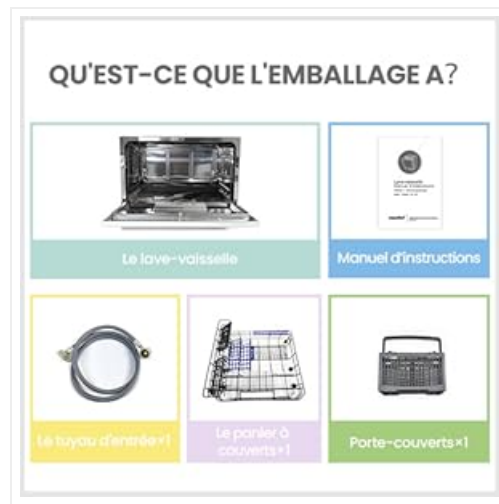 QU'EST-CE QUE L'EMBALLAGE A?
Le lave-vaisselle
Manuel d'instructions
Le tuyau d'entrée×1
Le panier à
couverts×1
Porte-couverts×1